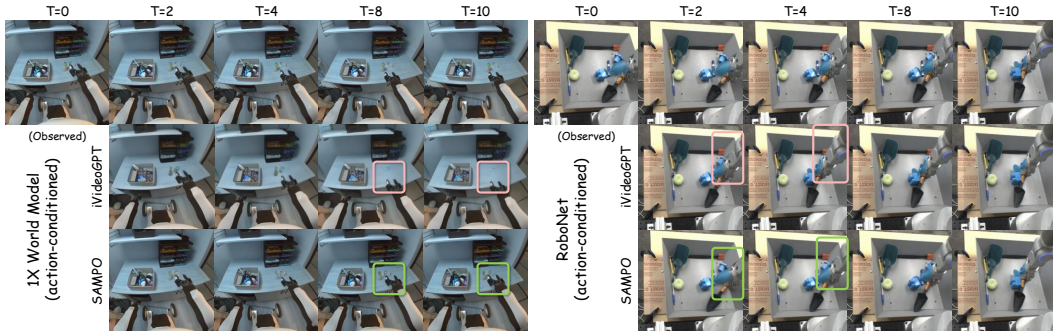 T=0 T=2 T=4 T=8 T=10
(Observed)
1X World Model
(action-conditioned)
iVideoGPT
SAMPO
T=0 T=2 T=4 T=8 T=10
(Observed)
RoboNet
(action-conditioned)
iVideoGPT
SAMPO